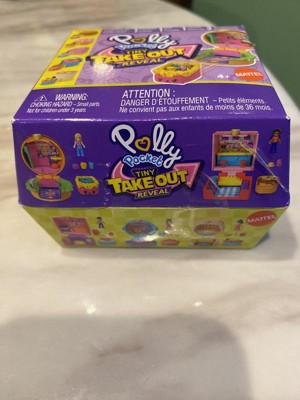 Polly
Pocket
TINY
TAKE OUT
REVEAL
4+
MATTEL
WARNING:
CHOKING HAZARD – Small parts
Not for children under 3 years.
ATTENTION :
DANGER D'ÉTOUFFEMENT – Petits éléments.
Ne convient pas aux enfants de moins de 36 mois.
Polly
Pocket
TINY
TAKE OUT
REVEAL
MATTEL